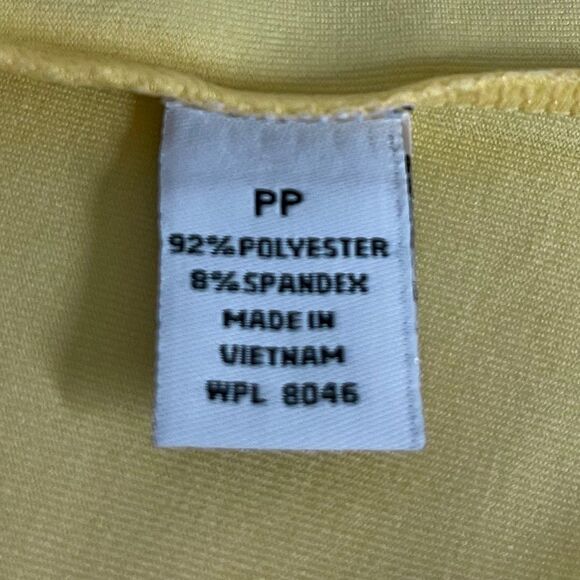 PP
92% POLYESTER
8% SPANDEX
MADE IN
VIETNAM
WPL 8046